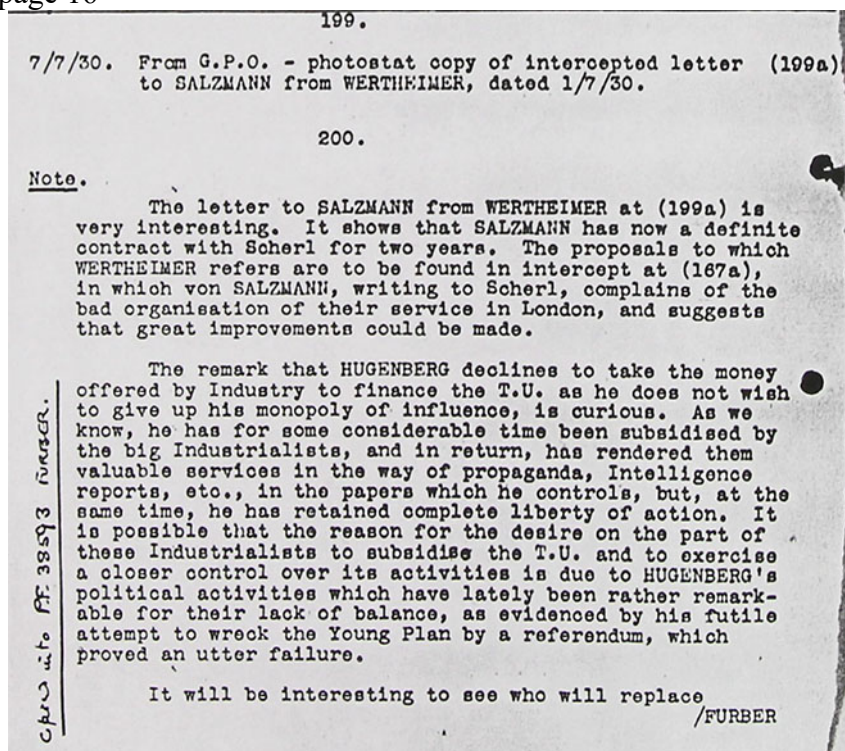 page 10
199.
7/7/30. From G.P.O. - photostat copy of intercepted letter (199a)
to SALZMANN from WERTHEIMER, dated 1/7/30.
200.
Note.
The letter to SALZMANN from WERTHEIMER at (199a) is
very interesting. It shows that SALZMANN has now a definite
contract with Scherl for two years. The proposals to which
WERTHEIMER refers are to be found in intercept at (167a),
in which von SALZMANN, writing to Scherl, complains of the
bad organisation of their service in London, and suggests
that great improvements could be made.
The remark that HUGENBERG declines to take the money
offered by Industry to finance the T.U. as he does not wish
to give up his monopoly of influence, is curious. As we
know, he has for some considerable time been subsidised by
the big Industrialists, and in return, has rendered them
valuable services in the way of propaganda, Intelligence
reports, etc., in the papers which he controls, but, at the
same time, he has retained complete liberty of action. It
is possible that the reason for the desire on the part of
these Industrialists to subsidise the T.U. and to exercise
a closer control over its activities is due to HUGENBERG's
political activities which have lately been rather remark-
able for their lack of balance, as evidenced by his futile
attempt to wreck the Young Plan by a referendum, which
proved an utter failure.
It will be interesting to see who will replace
/FURBER
into P.F. 38593 FURBER.